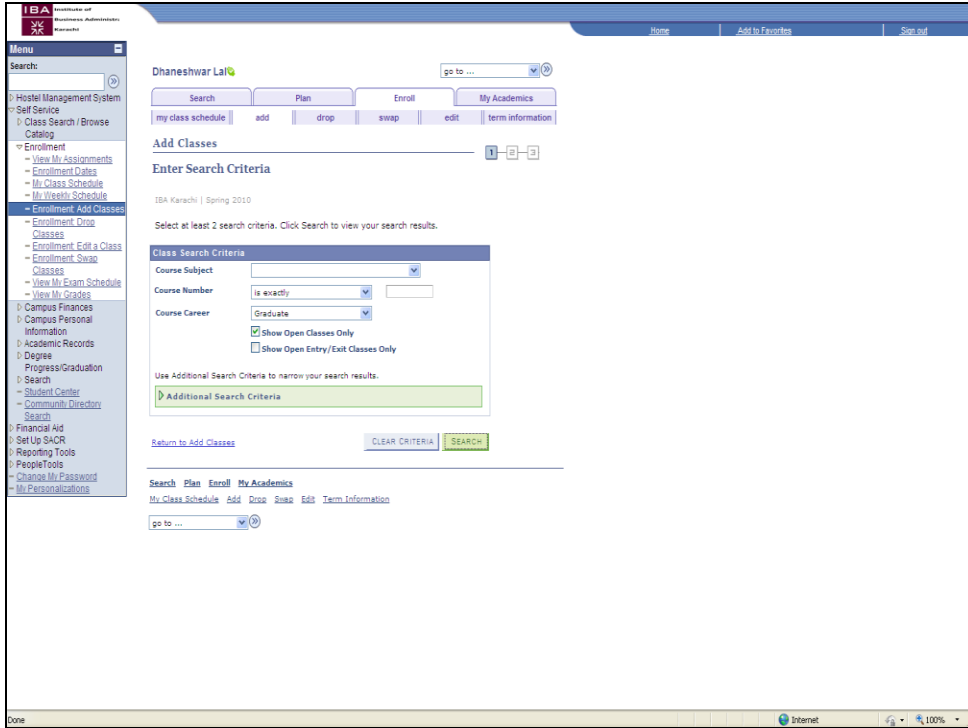 IBA Institute of
Business Administr
Karachi
Home Add to Favorites Sign out
Menu
Search:
Hostel Management System
Self Service
Class Search / Browse
Catalog
Enrollment
View My Assignments
Enrollment Dates
My Class Schedule
My Weekly Schedule
Enrollment: Add Classes
Enrollment: Drop
Classes
Enrollment: Edit a Class
Enrollment: Swap
Classes
View My Exam Schedule
View My Grades
Campus Finances
Campus Personal
Information
Academic Records
Degree
Progress/Graduation
Search
Student Center
Community Directory
Search
Financial Aid
Set Up SACR
Reporting Tools
PeopleTools
Change My Password
My Personalizations
Dhaneshwar Lal
go to ...
Search Plan Enroll My Academics
my class schedule add drop swap edit term information
Add Classes
1 2 3
Enter Search Criteria
IBA Karachi | Spring 2010
Select at least 2 search criteria. Click Search to view your search results.
Class Search Criteria
Course Subject
Course Number is exactly
Course Career Graduate
Show Open Classes Only
Show Open Entry/Exit Classes Only
Use Additional Search Criteria to narrow your search results.
Additional Search Criteria
Return to Add Classes CLEAR CRITERIA SEARCH
Search Plan Enroll My Academics
My Class Schedule Add Drop Swap Edit Term Information
go to ...
Done Internet 100%